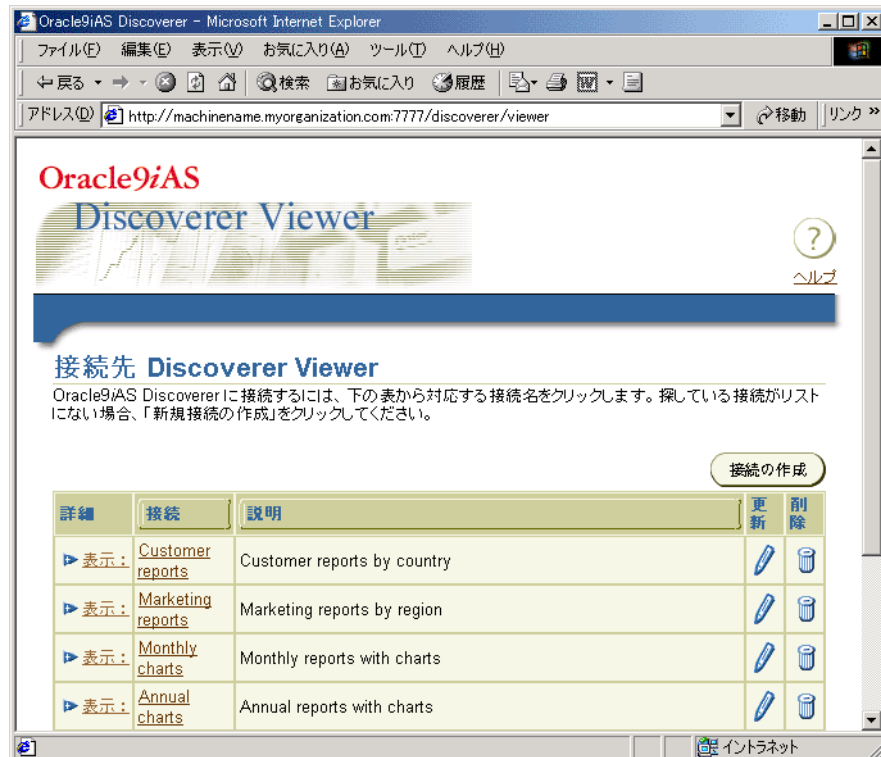 Oracle9iAS Discoverer - Microsoft Internet Explorer
ファイル(F) 編集(E) 表示(V) お気に入り(A) ツール(T) ヘルプ(H)
戻る 検索 お気に入り 履歴
アドレス(D) http://machinename.myorganization.com:7777/discoverer/viewer 移動 リンク »
Oracle9iAS
Discoverer Viewer
?
ヘルプ
接続先 Discoverer Viewer
Oracle9iAS Discovererに接続するには、下の表から対応する接続名をクリックします。探している接続がリスト
にない場合、「新規接続の作成」をクリックしてください。
接続の作成
詳細 接続 説明 更新 削除
表示: Customer reports Customer reports by country
表示: Marketing reports Marketing reports by region
表示: Monthly charts Monthly reports with charts
表示: Annual charts Annual reports with charts
イントラネット